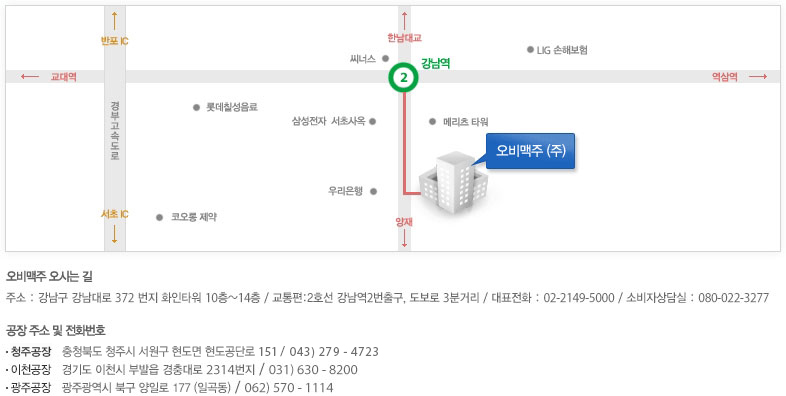 반포 IC
한남대교
LIG 손해보험
씨너스
강남역
2
교대역
역삼역
경부고속도로
롯데칠성음료
삼성전자 서초사옥
메리츠 타워
오비맥주 (주)
우리은행
서초 IC
코오롱 제약
양재
오비맥주 오시는 길
주소 : 강남구 강남대로 372 번지 화인타워 10층~14층 / 교통편:2호선 강남역2번출구, 도보로 3분거리 / 대표전화 : 02-2149-5000 / 소비자상담실 : 080-022-3277
공장 주소 및 전화번호
· 청주공장 충청북도 청주시 서원구 현도면 현도공단로 151 / 043) 279 - 4723
· 이천공장 경기도 이천시 부발읍 경충대로 2314번지 / 031) 630 - 8200
· 광주공장 광주광역시 북구 양일로 177 (일곡동) / 062) 570 - 1114